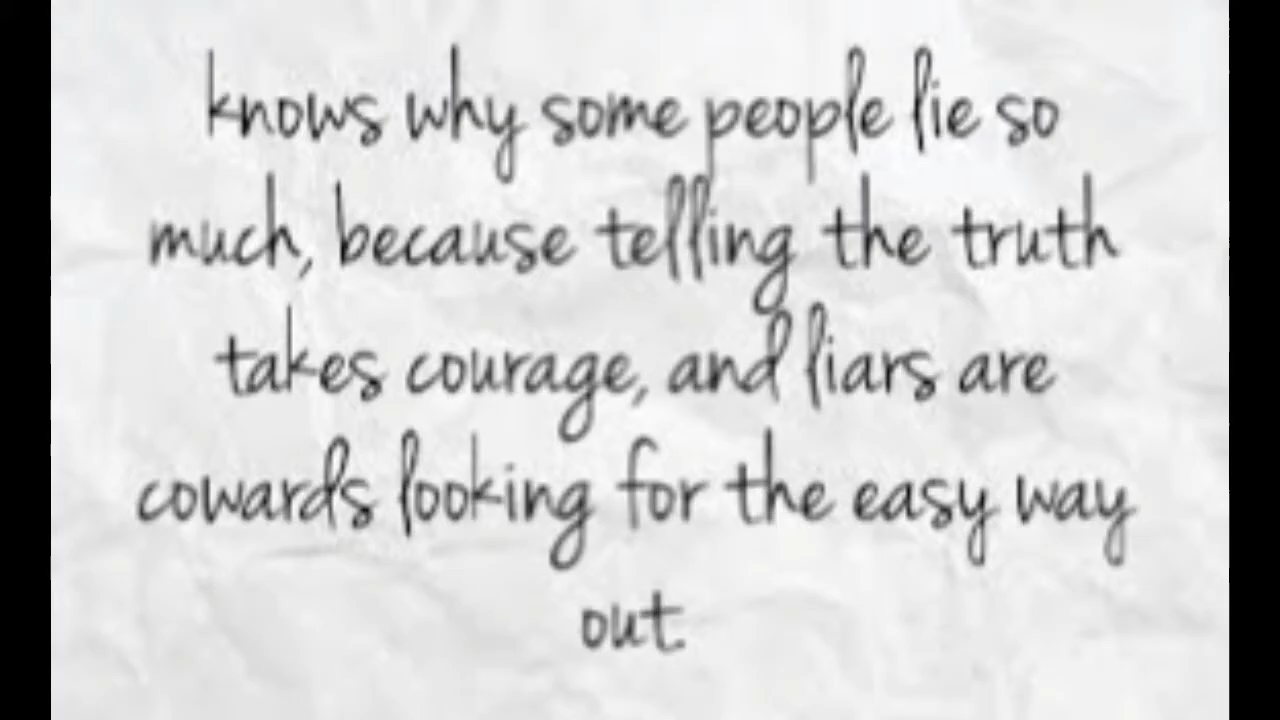 knows why some people lie so
much, because telling the truth
takes courage, and liars are
cowards looking for the easy way
out.